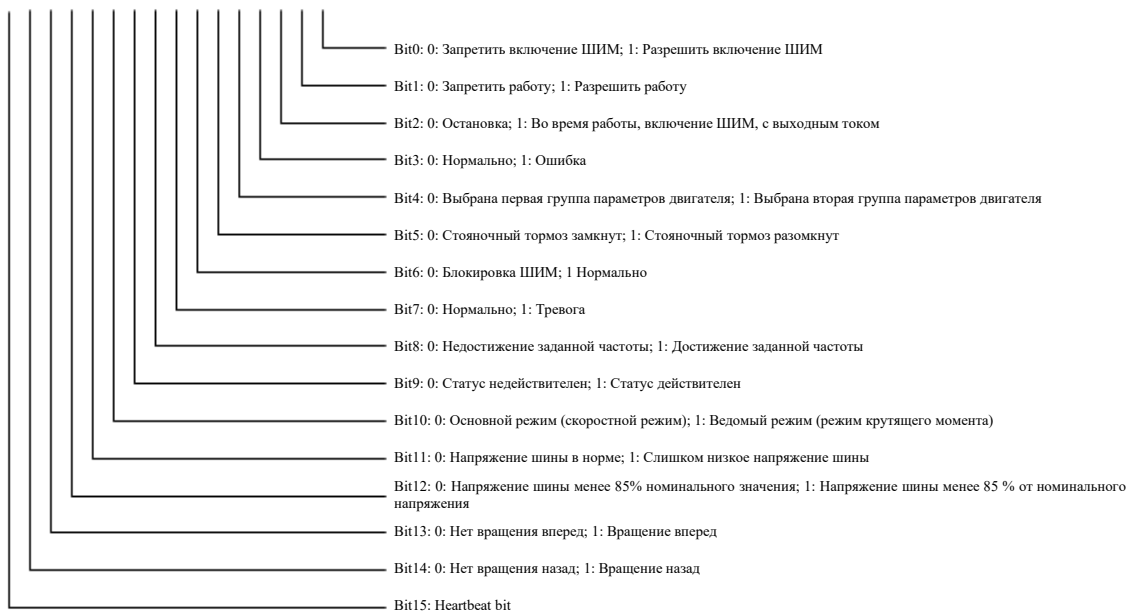 Bit0: 0: Запретить включение ШИМ; 1: Разрешить включение ШИМ
Bit1: 0: Запретить работу; 1: Разрешить работу
Bit2: 0: Остановка; 1: Во время работы, включение ШИМ, с выходным током
Bit3: 0: Нормально; 1: Ошибка
Bit4: 0: Выбрана первая группа параметров двигателя; 1: Выбрана вторая группа параметров двигателя
Bit5: 0: Стояночный тормоз замкнут; 1: Стояночный тормоз разомкнут
Bit6: 0: Блокировка ШИМ; 1 Нормально
Bit7: 0: Нормально; 1: Тревога
Bit8: 0: Недостижение заданной частоты; 1: Достижение заданной частоты
Bit9: 0: Статус недействителен; 1: Статус действителен
Bit10: 0: Основной режим (скоростной режим); 1: Ведомый режим (режим крутящего момента)
Bit11: 0: Напряжение шины в норме; 1: Слишком низкое напряжение шины
Bit12: 0: Напряжение шины менее 85% номинального значения; 1: Напряжение шины менее 85 % от номинального
напряжения
Bit13: 0: Нет вращения вперед; 1: Вращение вперед
Bit14: 0: Нет вращения назад; 1: Вращение назад
Bit15: Heartbeat bit